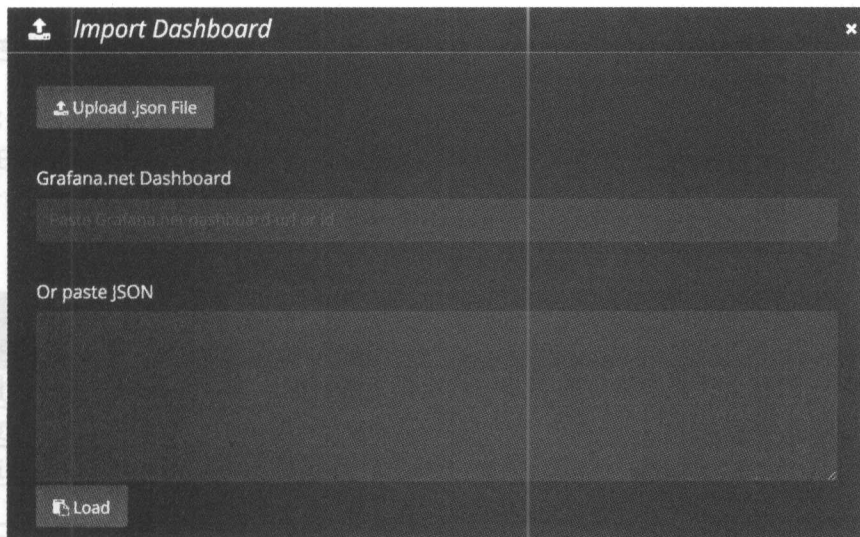 Import Dashboard
Upload .json File
Grafana.net Dashboard
Paste Grafana.net dashboard url or id
Or paste JSON
Load